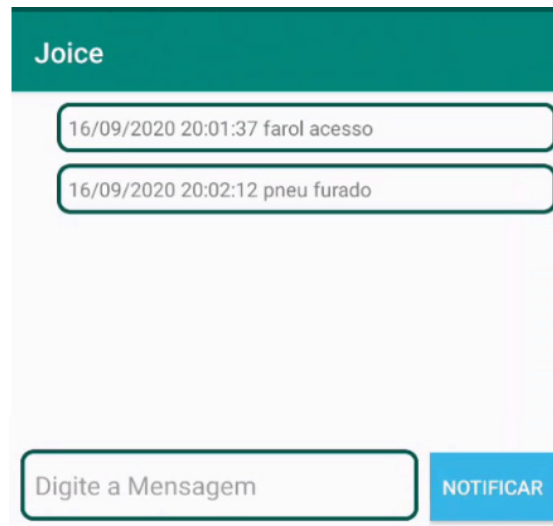 Joice
16/09/2020 20:01:37 farol acesso
16/09/2020 20:02:12 pneu furado
Digite a Mensagem
NOTIFICAR